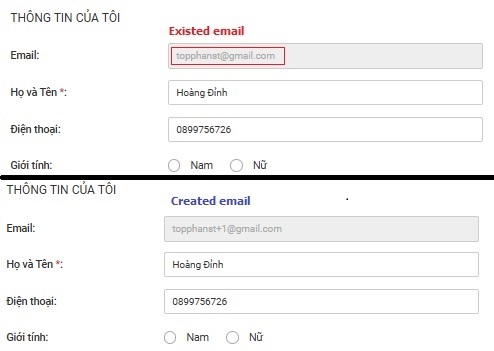 THÔNG TIN CỦA TÔI
Existed email
Email: topphanst@gmail.com
Họ và Tên *: Hoàng Đỉnh
Điện thoại: 0899756726
Giới tính: Nam Nữ
THÔNG TIN CỦA TÔI
Created email
Email: topphanst+1@gmail.com
Họ và Tên *: Hoàng Đỉnh
Điện thoại: 0899756726
Giới tính: Nam Nữ